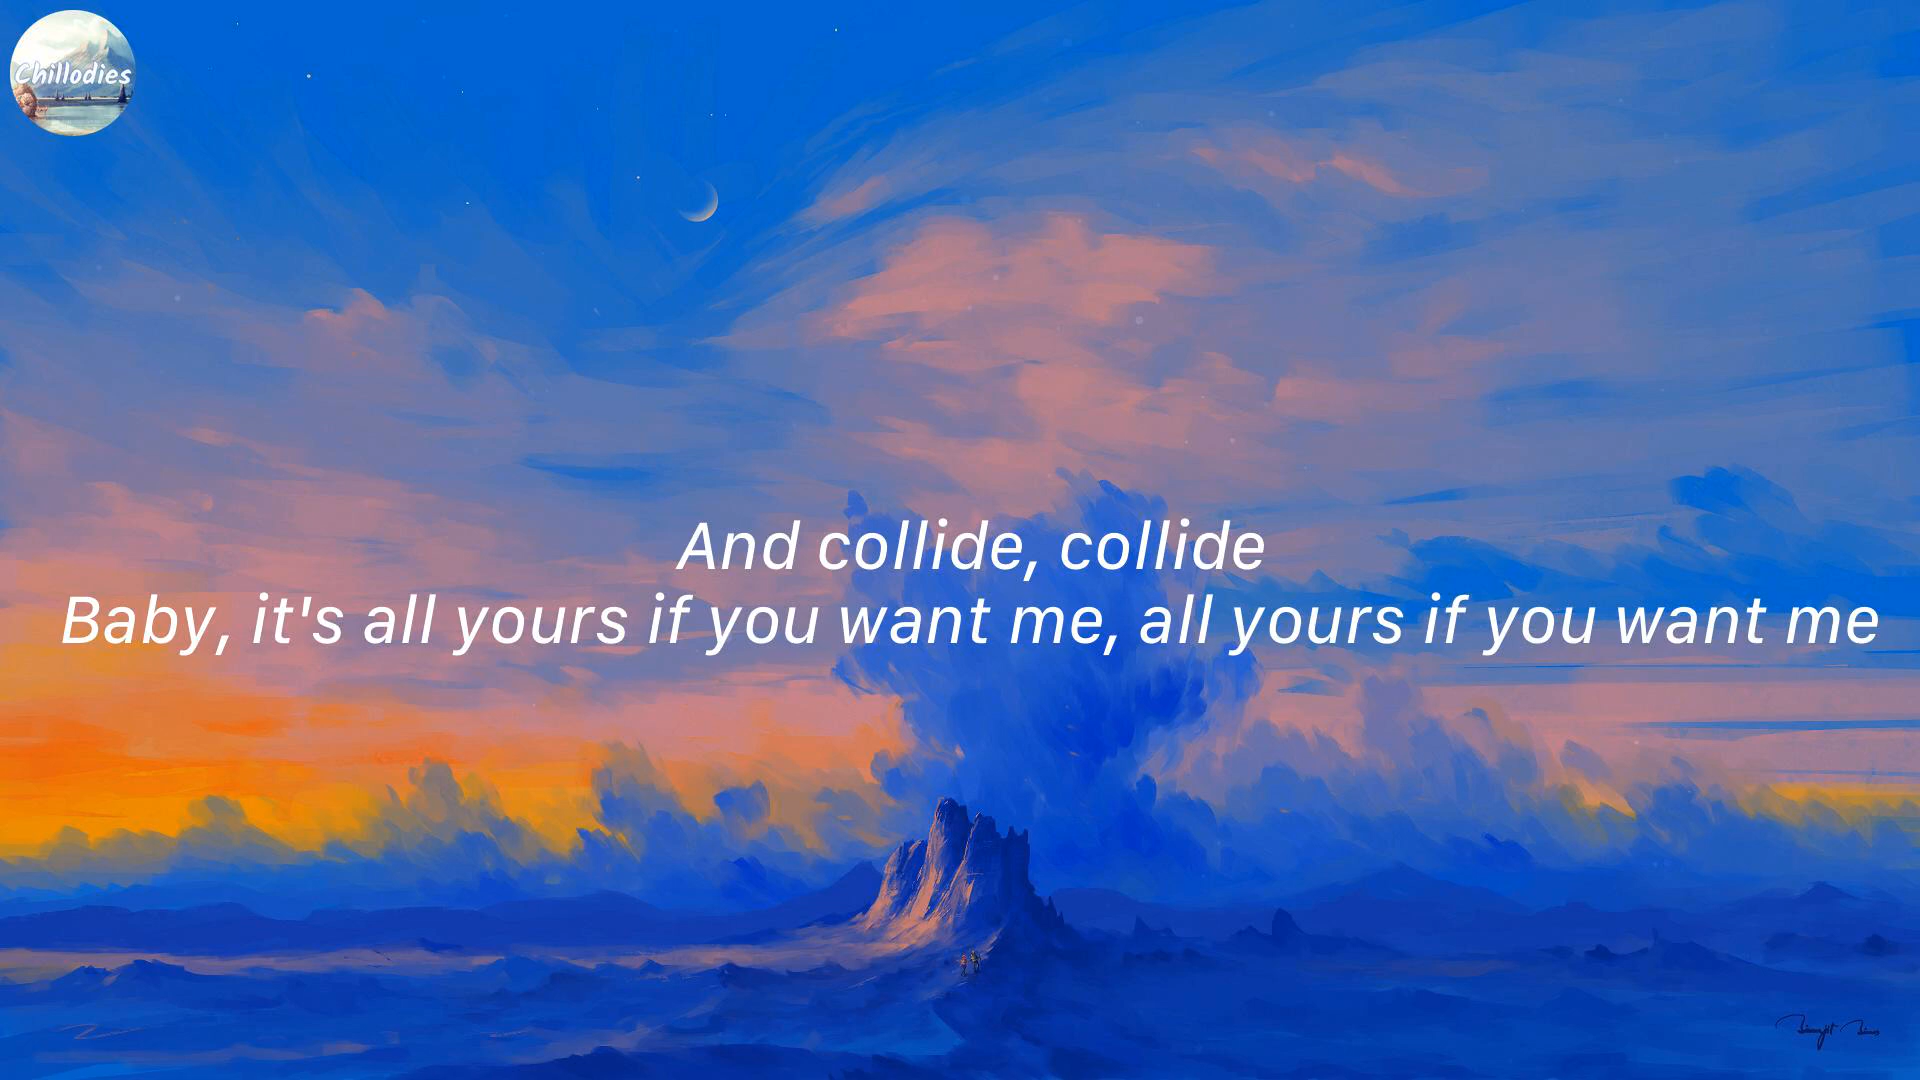 Chillodies
And collide, collide
Baby, it's all yours if you want me, all yours if you want me